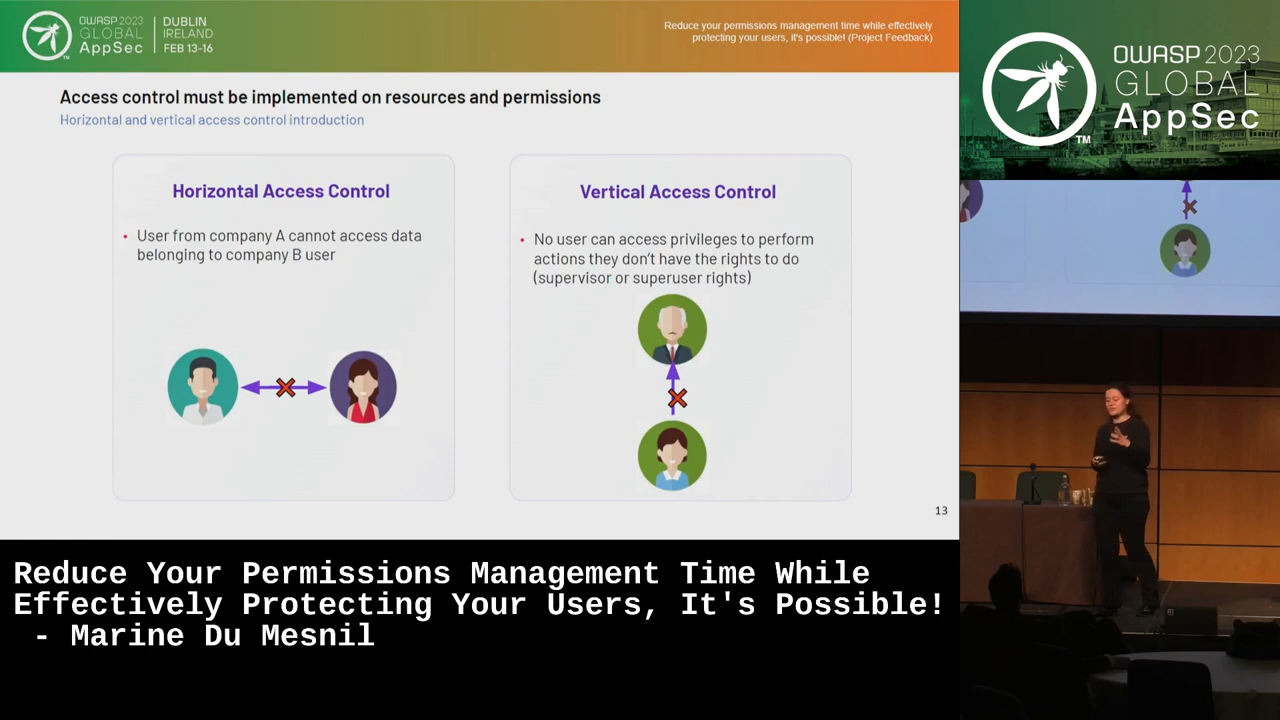 OWASP 2023
GLOBAL
AppSec
TM
DUBLIN
IRELAND
FEB 13-16
Reduce your permissions management time while effectively
protecting your users, it's possible! (Project Feedback)
Access control must be implemented on resources and permissions
Horizontal and vertical access control introduction
Horizontal Access Control
• User from company A cannot access data
belonging to company B user
Vertical Access Control
• No user can access privileges to perform
actions they don't have the rights to do
(supervisor or superuser rights)
13
OWASP 2023
GLOBAL
AppSec
TM
Reduce Your Permissions Management Time While
Effectively Protecting Your Users, It's Possible!
- Marine Du Mesnil